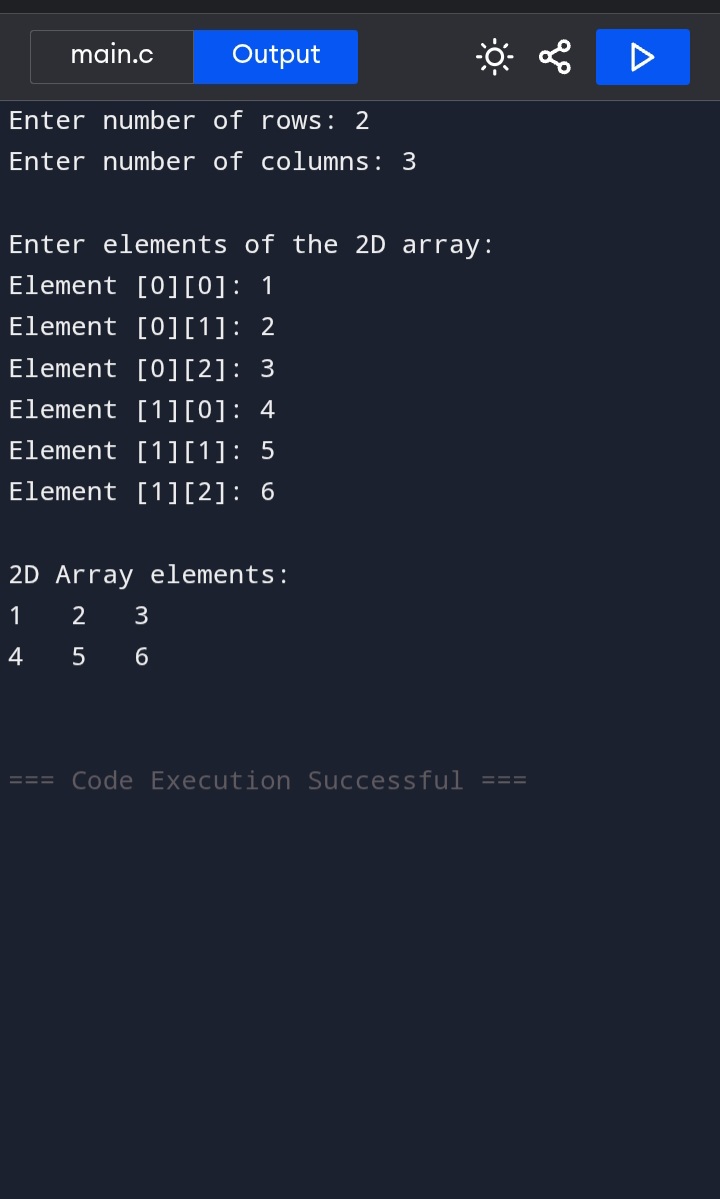 main.c Output
Enter number of rows: 2
Enter number of columns: 3
Enter elements of the 2D array:
Element [0][0]: 1
Element [0][1]: 2
Element [0][2]: 3
Element [1][0]: 4
Element [1][1]: 5
Element [1][2]: 6
2D Array elements:
1   2   3
4   5   6
=== Code Execution Successful ===